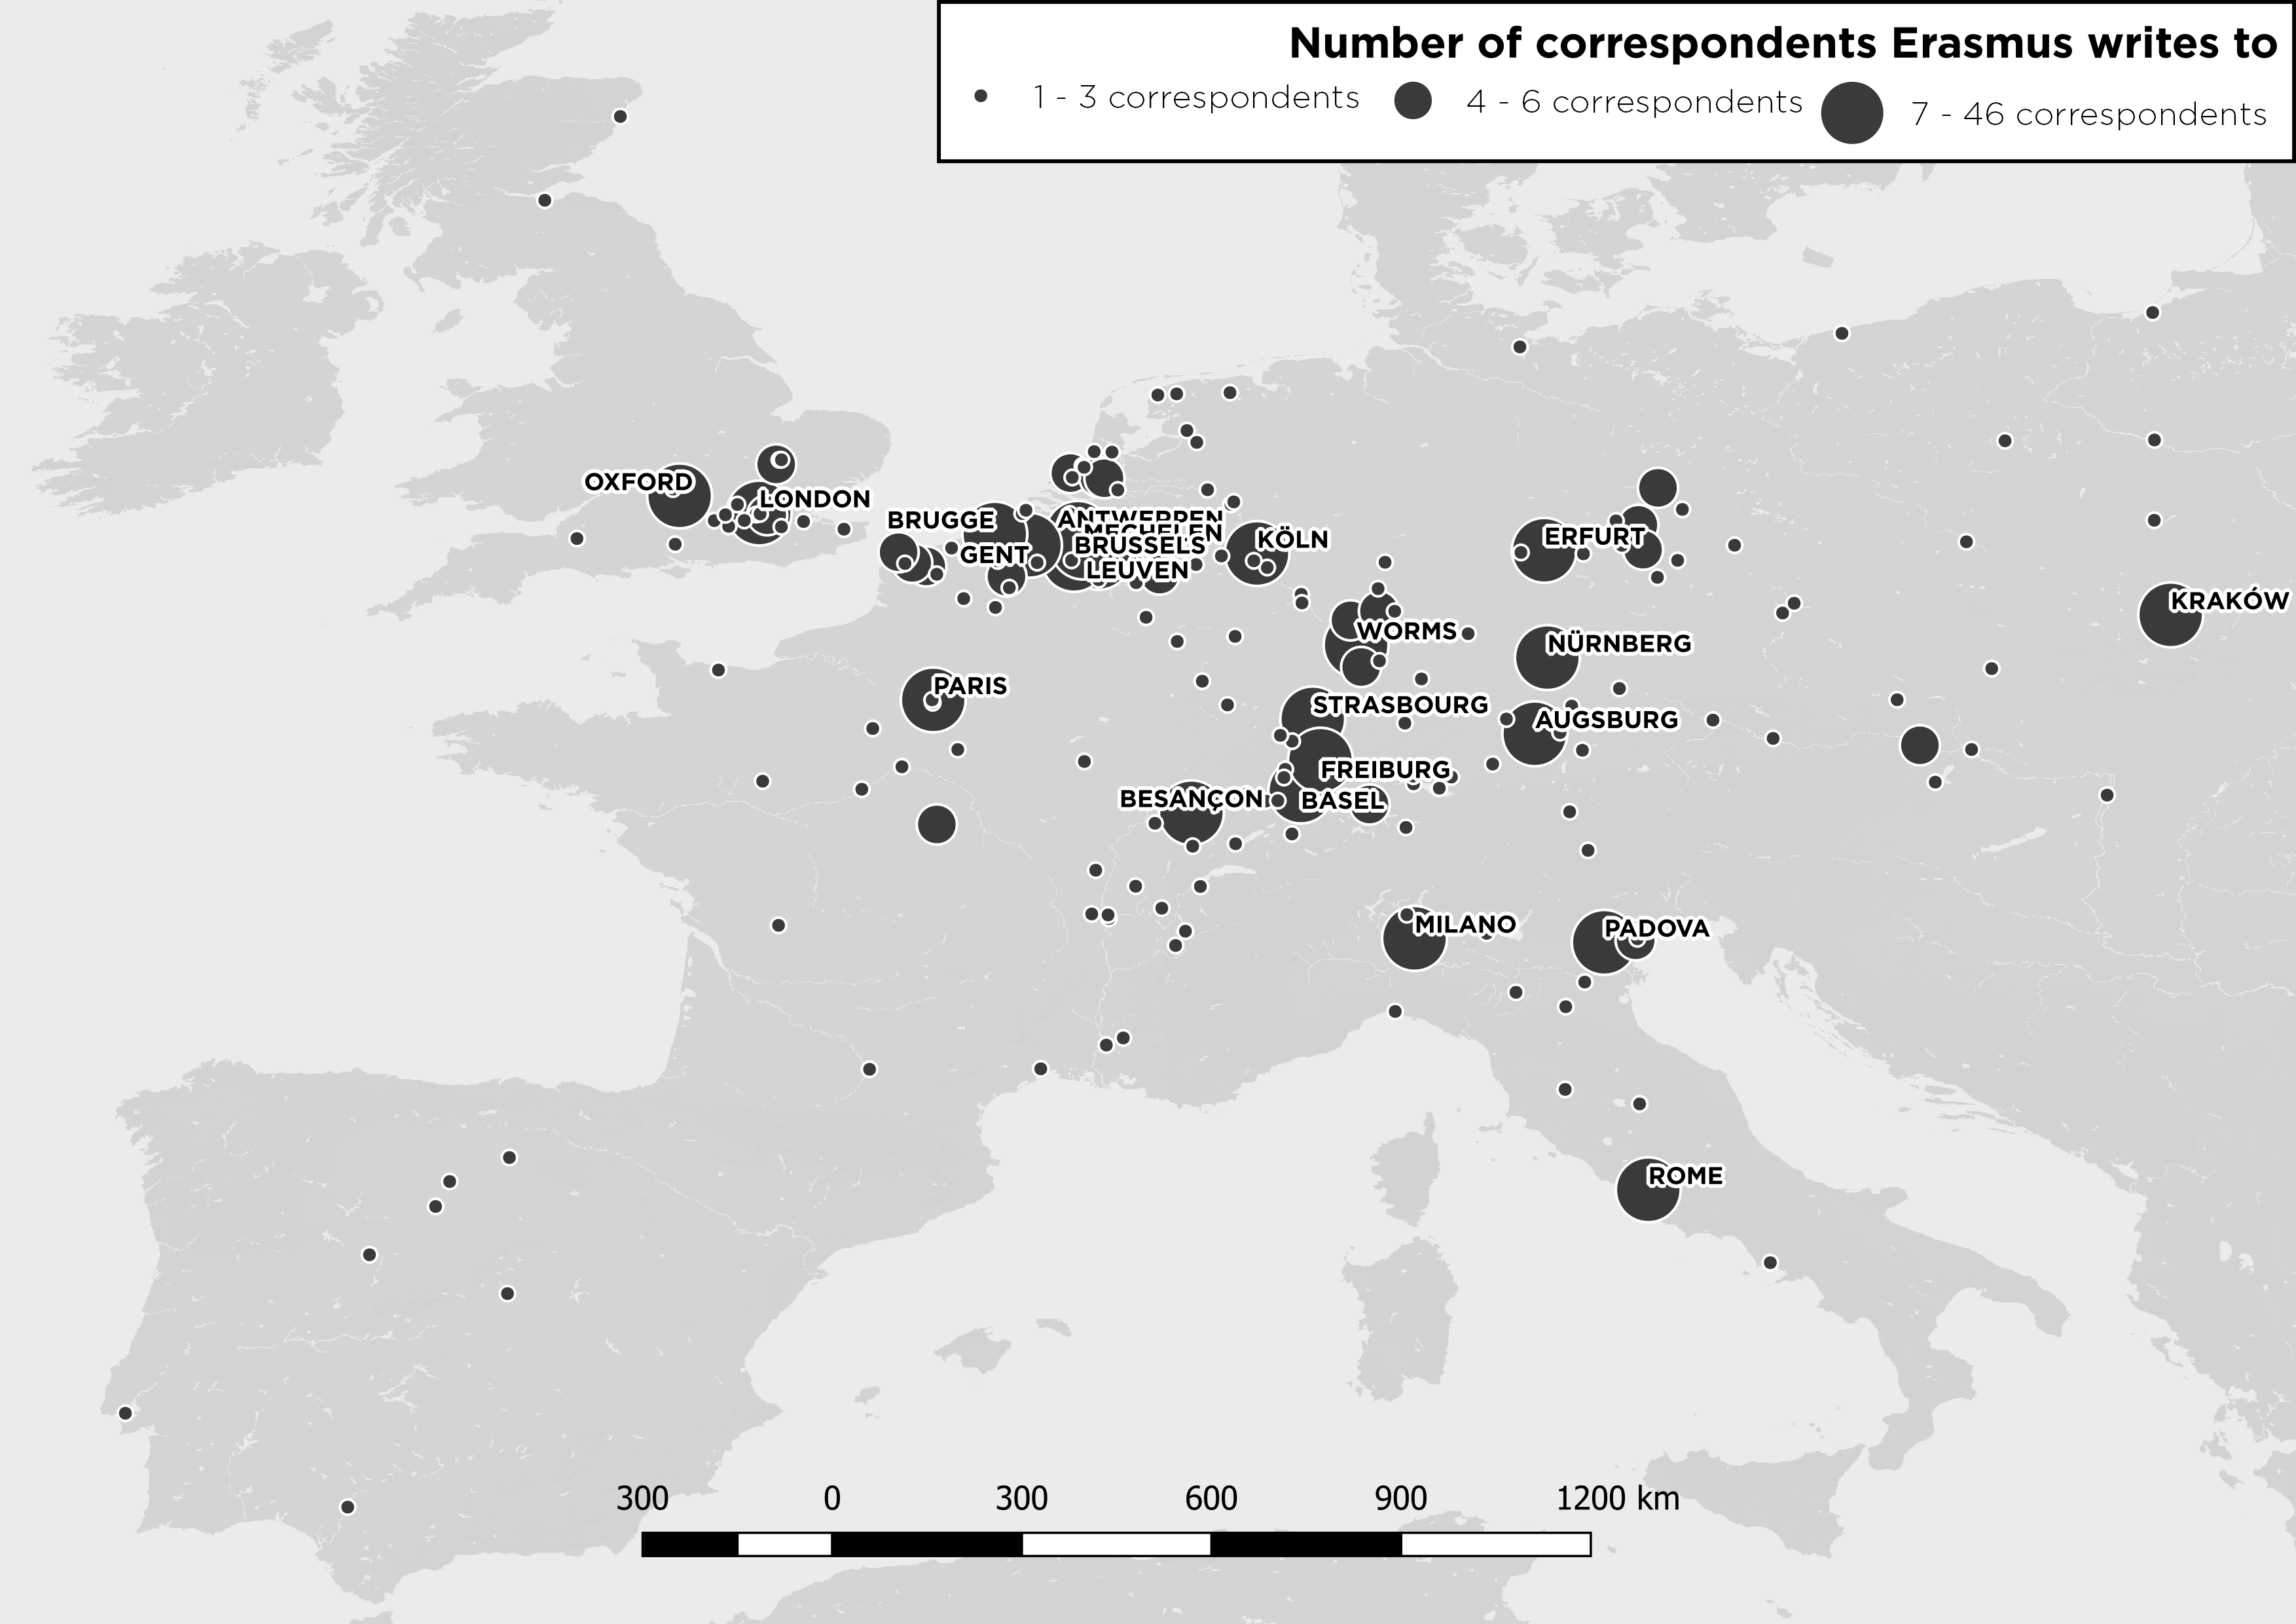 Number of correspondents Erasmus writes to
1 - 3 correspondents
4 - 6 correspondents
7 - 46 correspondents
OXFORD
LONDON
BRUGGE
ANTWERPEN
MECHELEN
GENT
BRUSSELS
LEUVEN
KÖLN
ERFURT
KRAKÓW
WORMS
NÜRNBERG
PARIS
STRASBOURG
AUGSBURG
FREIBURG
BESANÇON
BASEL
MILANO
PADOVA
ROME
300 0 300 600 900 1200 km